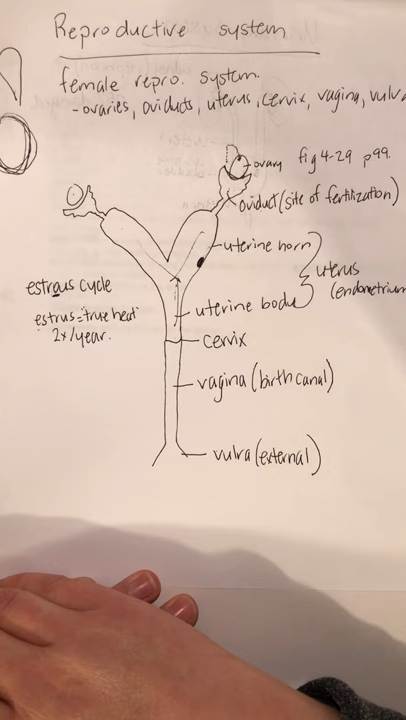 Reproductive system
female repro. system.
- ovaries, oviducts, uterus, cervix, vagina, vulva
ovary fig 4-29 p99.
oviduct (site of fertilization)
uterine horn
uterus
(endometrium
estrous cycle
estrus = true heat
2x/year.
uterine body
cervix
vagina (birth canal)
vulva (external)